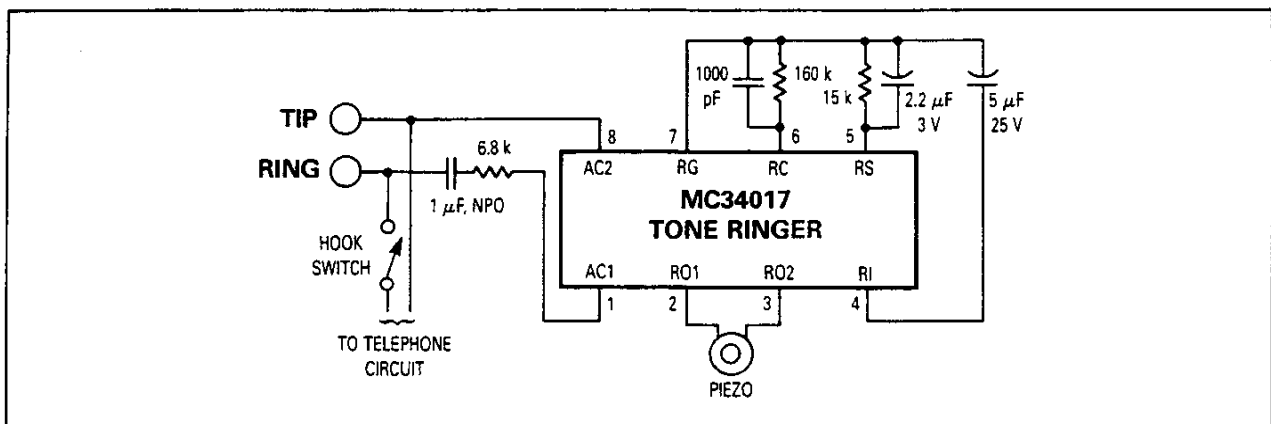 1000
pF
160 k
15 k
2.2 μF
3 V
5 μF
25 V
TIP
RING
8
7
6
5
6.8 k
1 μF, NPO
AC2
RG
RC
RS
MC34017
TONE RINGER
HOOK
SWITCH
AC1
RO1
RO2
RI
1
2
3
4
TO TELEPHONE
CIRCUIT
PIEZO